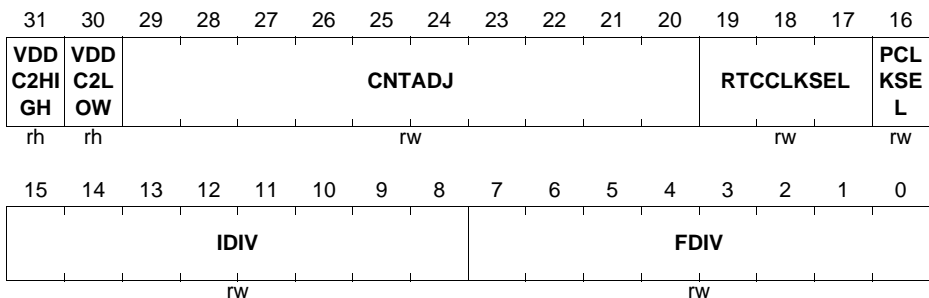 31 30 29 28 27 26 25 24 23 22 21 20 19 18 17 16
VDD VDD PCL
C2HI C2L CNTADJ RTCCLKSEL KSE
GH OW L
rh rh rw rw rw
15 14 13 12 11 10 9 8 7 6 5 4 3 2 1 0
IDIV FDIV
rw rw